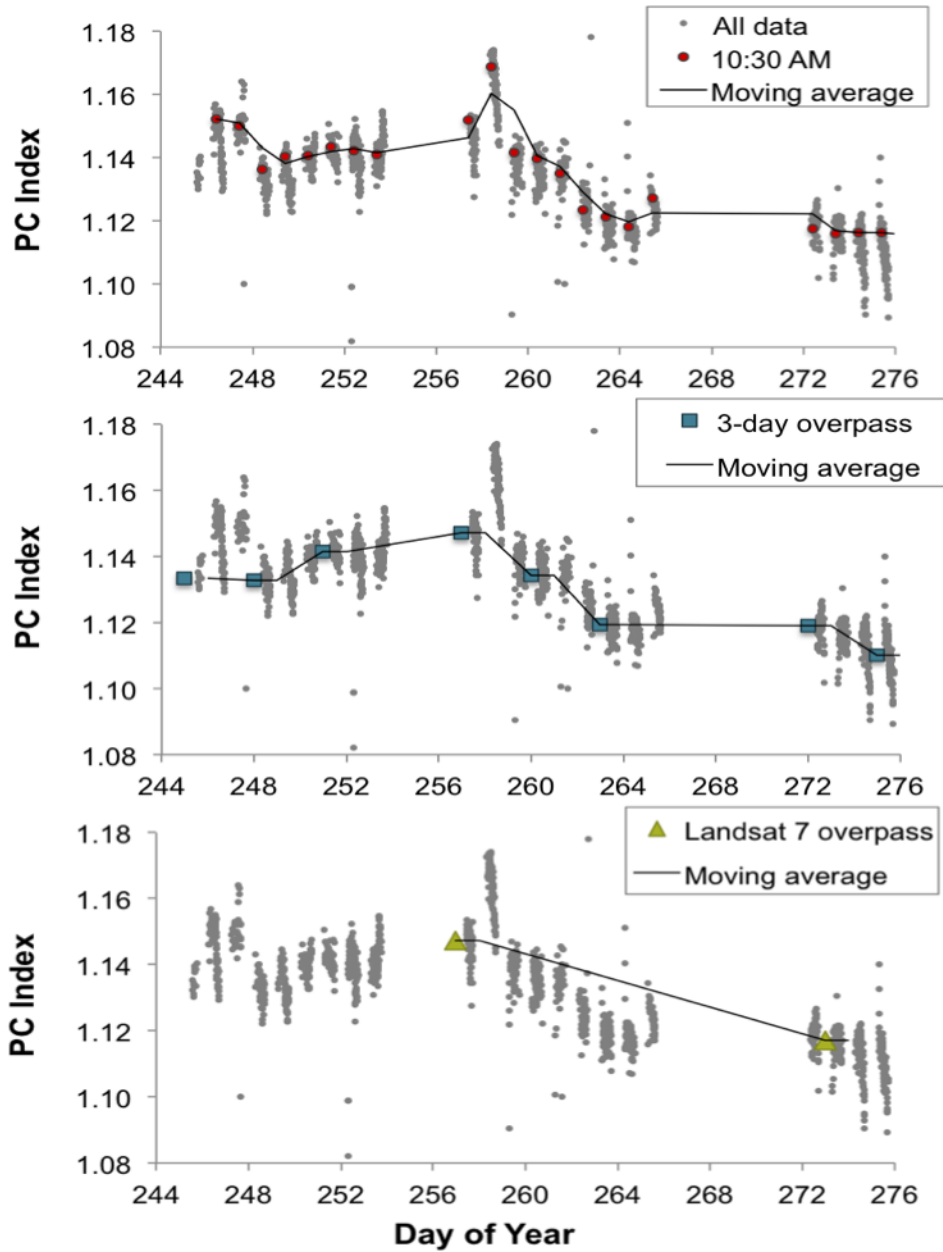 1.18
All data
10:30 AM
Moving average
1.16
1.14
1.12
1.10
1.08
PC Index
244 248 252 256 260 264 268 272 276
1.18
3-day overpass
Moving average
1.16
1.14
1.12
1.10
1.08
PC Index
244 248 252 256 260 264 268 272 276
1.18
Landsat 7 overpass
Moving average
1.16
1.14
1.12
1.10
1.08
PC Index
244 248 252 256 260 264 268 272 276
Day of Year